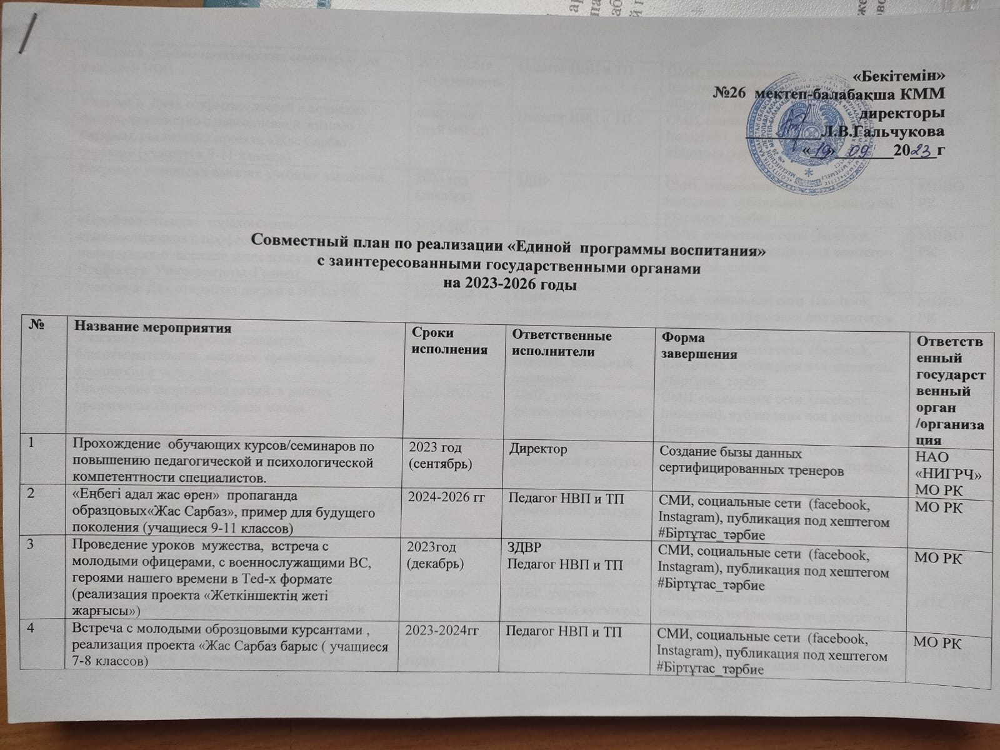 «Бекітемін»
№26 мектеп-балабақша КММ
директоры
Л.В.Гальчукова
«19» 09 2023 г
Совместный план по реализации «Единой программы воспитания»
с заинтересованными государственными органами
на 2023-2026 годы
№
Название мероприятия
Сроки
исполнения
Ответственные
исполнители
Форма
завершения
Ответств
енный
государст
венный
орган
/организа
ция
1
Прохождение обучающих курсов/семинаров по
повышению педагогической и психологической
компетентности специалистов.
2023 год
(сентябрь)
Директор
Создание бызы данных
сертифицированных тренеров
НАО
«НИГРЧ»
МО РК
2
«Еңбегі адал жас өрен» пропаганда
образцовых«Жас Сарбаз», пример для будущего
поколения (учащиеся 9-11 классов)
2024-2026 гг
Педагог НВП и ТП
СМИ, социальные сети (facebook,
Instagram), публикация под хештегом
#Біртұтас_тәрбие
МО РК
3
Проведение уроков мужества, встреча с
молодыми офицерами, с военнослужащими ВС,
героями нашего времени в Ted-x формате
(реализация проекта «Жеткіншектің жеті
жарғысы»)
2023год
(декабрь)
ЗДВР
Педагог НВП и ТП
СМИ, социальные сети (facebook,
Instagram), публикация под хештегом
#Біртұтас_тәрбие
МО РК
4
Встреча с молодыми оброзцовыми курсантами ,
реализация проекта «Жас Сарбаз барыс ( учащиеся
7-8 классов)
2023-2024гг
Педагог НВП и ТП
СМИ, социальные сети (facebook,
Instagram), публикация под хештегом
#Біртұтас_тәрбие
МО РК